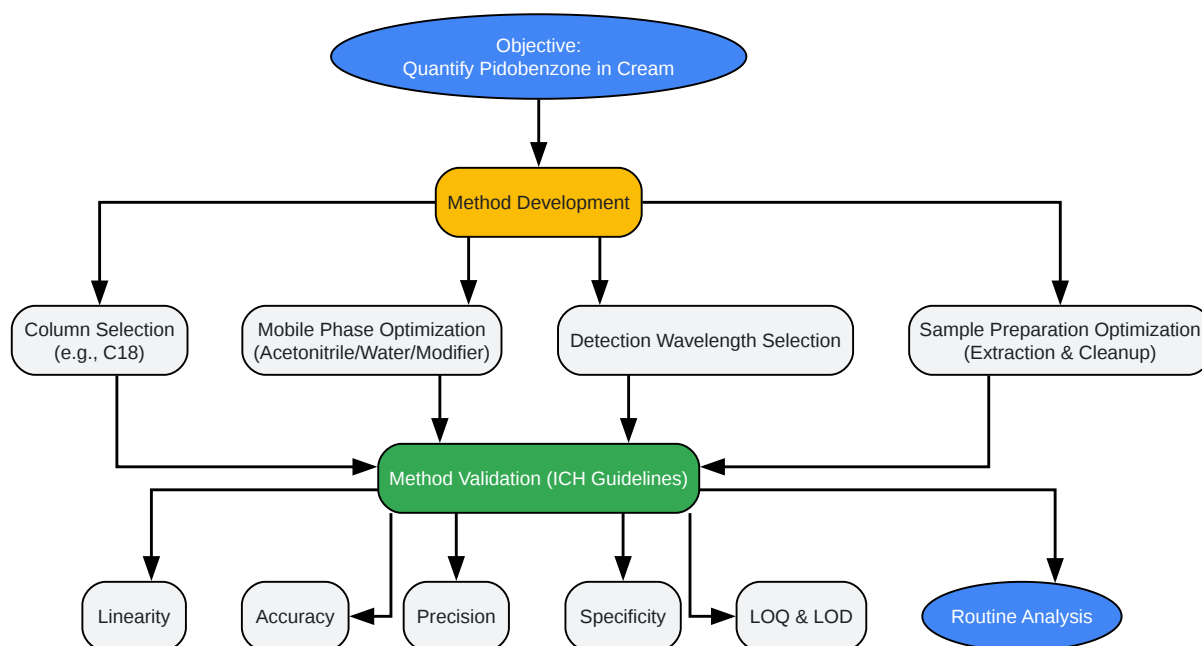 Objective:
Quantify Pidobenzone in Cream
Method Development
Column Selection
(e.g., C18)
Mobile Phase Optimization
(Acetonitrile/Water/Modifier)
Detection Wavelength Selection
Sample Preparation Optimization
(Extraction & Cleanup)
Method Validation (ICH Guidelines)
Linearity
Accuracy
Precision
Specificity
LOQ & LOD
Routine Analysis